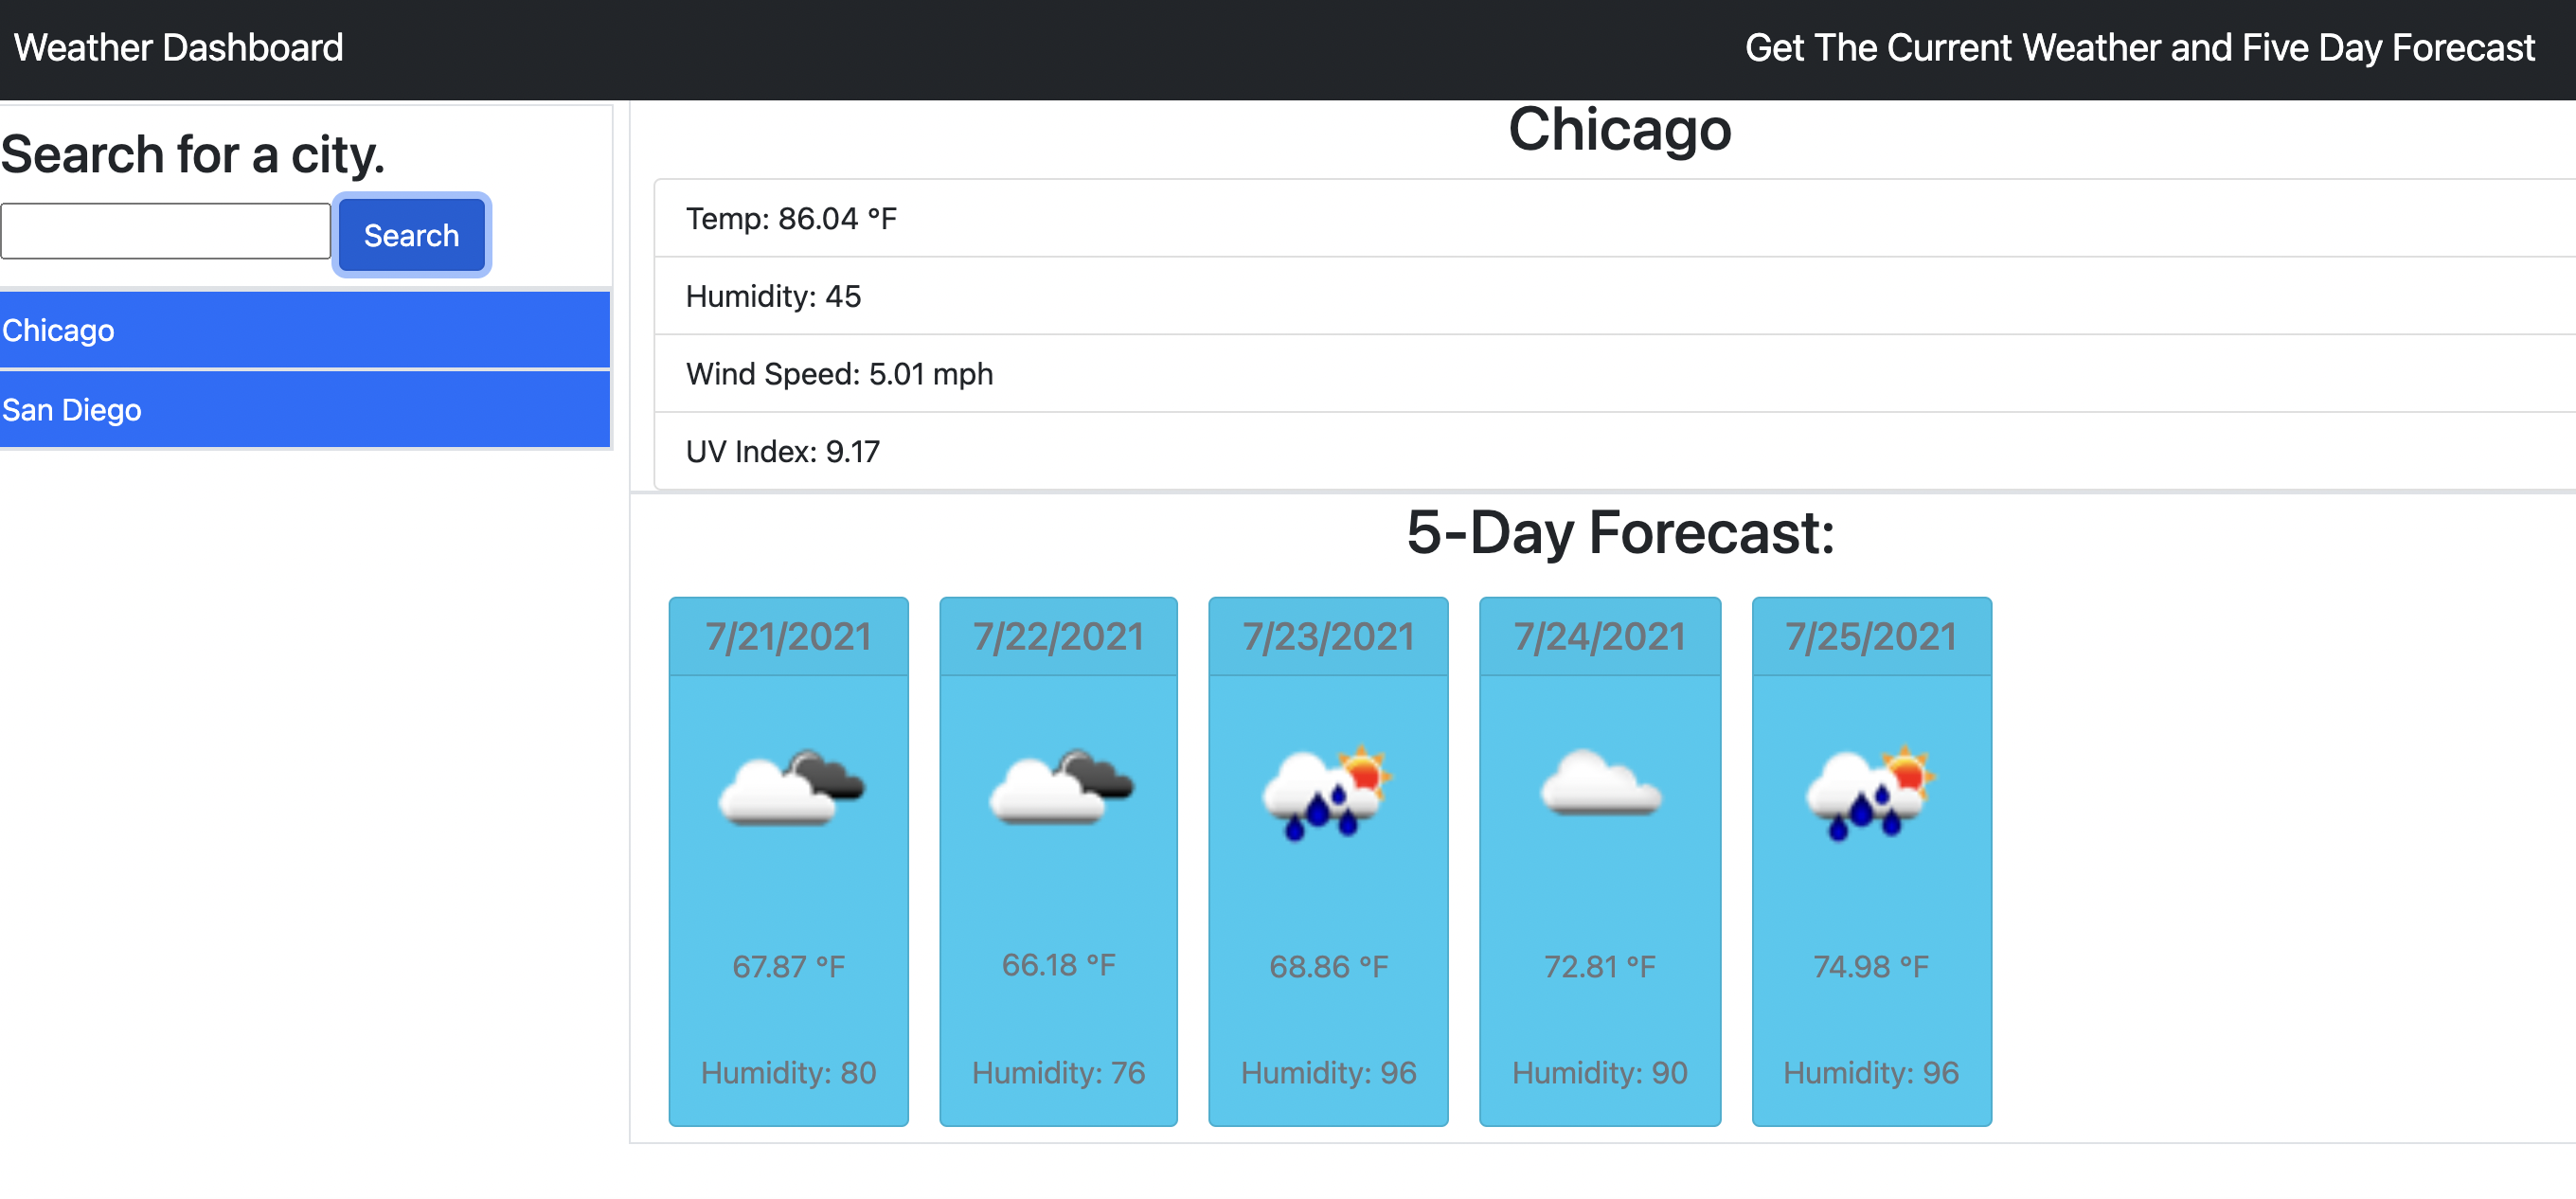 Weather Dashboard
Get The Current Weather and Five Day Forecast
Search for a city.
Search
Chicago
San Diego
Chicago
Temp: 86.04 °F
Humidity: 45
Wind Speed: 5.01 mph
UV Index: 9.17
5-Day Forecast:
7/21/2021
67.87 °F
Humidity: 80
7/22/2021
66.18 °F
Humidity: 76
7/23/2021
68.86 °F
Humidity: 96
7/24/2021
72.81 °F
Humidity: 90
7/25/2021
74.98 °F
Humidity: 96